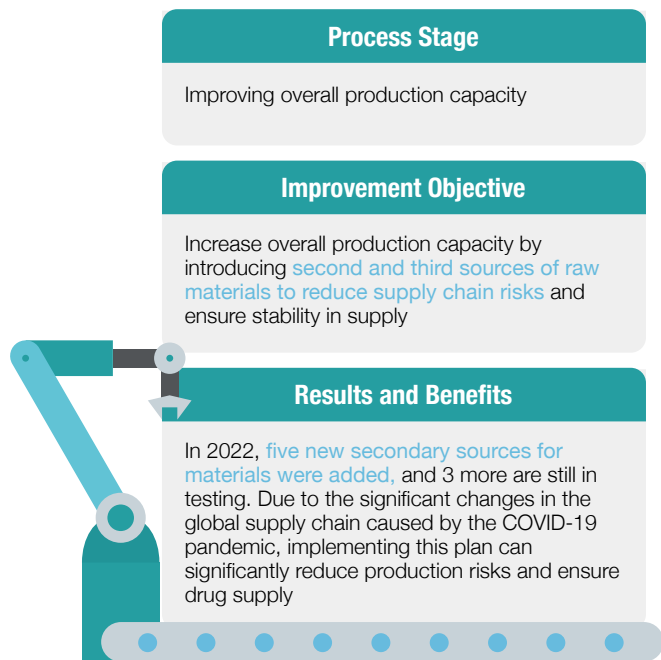 Process Stage
Improving overall production capacity
Improvement Objective
Increase overall production capacity by
introducing second and third sources of raw
materials to reduce supply chain risks and
ensure stability in supply
Results and Benefits
In 2022, five new secondary sources for
materials were added, and 3 more are still in
testing. Due to the significant changes in the
global supply chain caused by the COVID-19
pandemic, implementing this plan can
significantly reduce production risks and ensure
drug supply